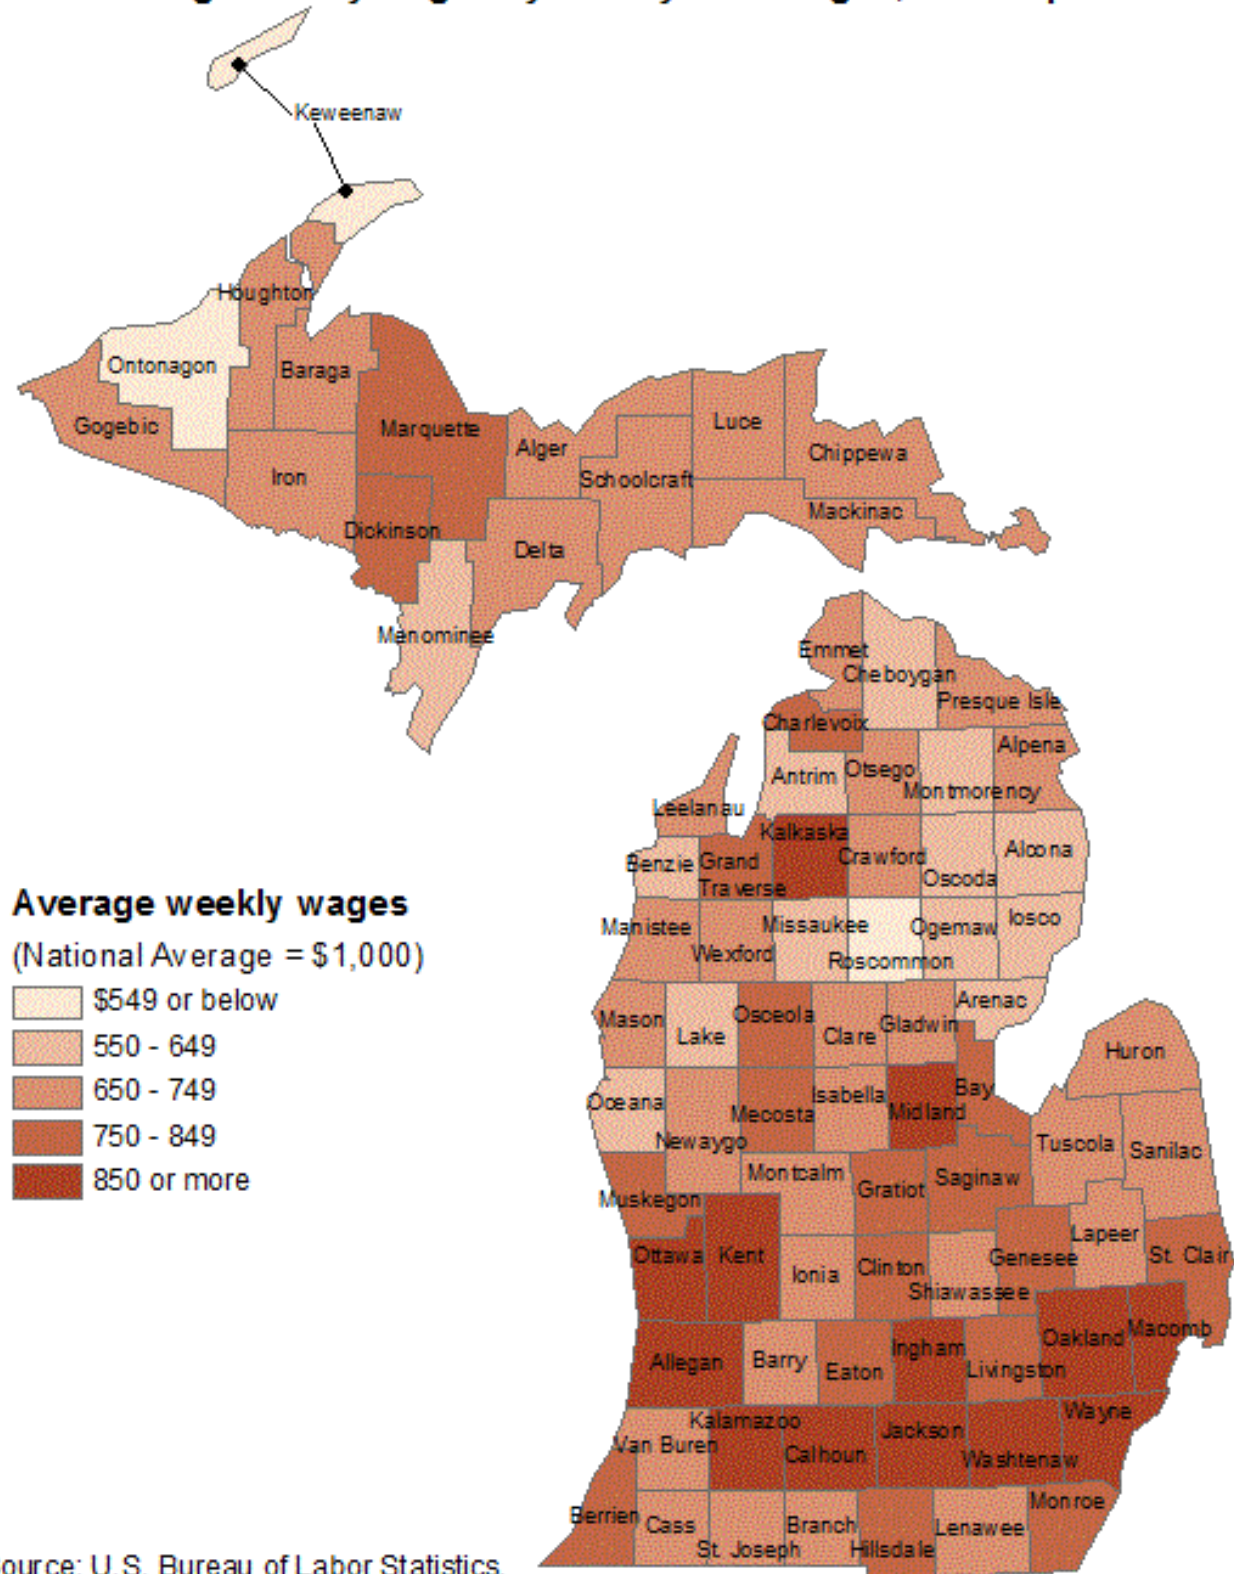 Keweenaw
Houghton
Ontonagon
Baraga
Gogebic
Marquette
Luce
Alger
Chippewa
Iron
Schoolcraft
Mackinac
Dickinson
Delta
Menominee
Emmet
Cheboygan
Presque Isle
Charlevoix
Alpena
Antrim
Otsego
Montmorency
Leelanau
Kalkaska
Benzie
Grand
Traverse
Crawford
Oscoda
Alcona
Average weekly wages
(National Average = $1,000)
$549 or below
550 - 649
650 - 749
750 - 849
850 or more
Manistee
Wexford
Missaukee
Roscommon
Ogemaw
Iosco
Arenac
Mason
Lake
Osceola
Clare
Gladwin
Huron
Oceana
Newaygo
Mecosta
Isabella
Midland
Bay
Tuscola
Sanilac
Muskegon
Montcalm
Gratiot
Saginaw
Lapeer
Ottawa
Kent
Ionia
Clinton
Shiawassee
Genesee
St. Clair
Allegan
Barry
Eaton
Ingham
Livingston
Oakland
Macomb
Van Buren
Kalamazoo
Calhoun
Jackson
Washtenaw
Wayne
Berrien
Cass
St. Joseph
Branch
Hillsdale
Lenawee
Monroe
ource: U.S. Bureau of Labor Statistics